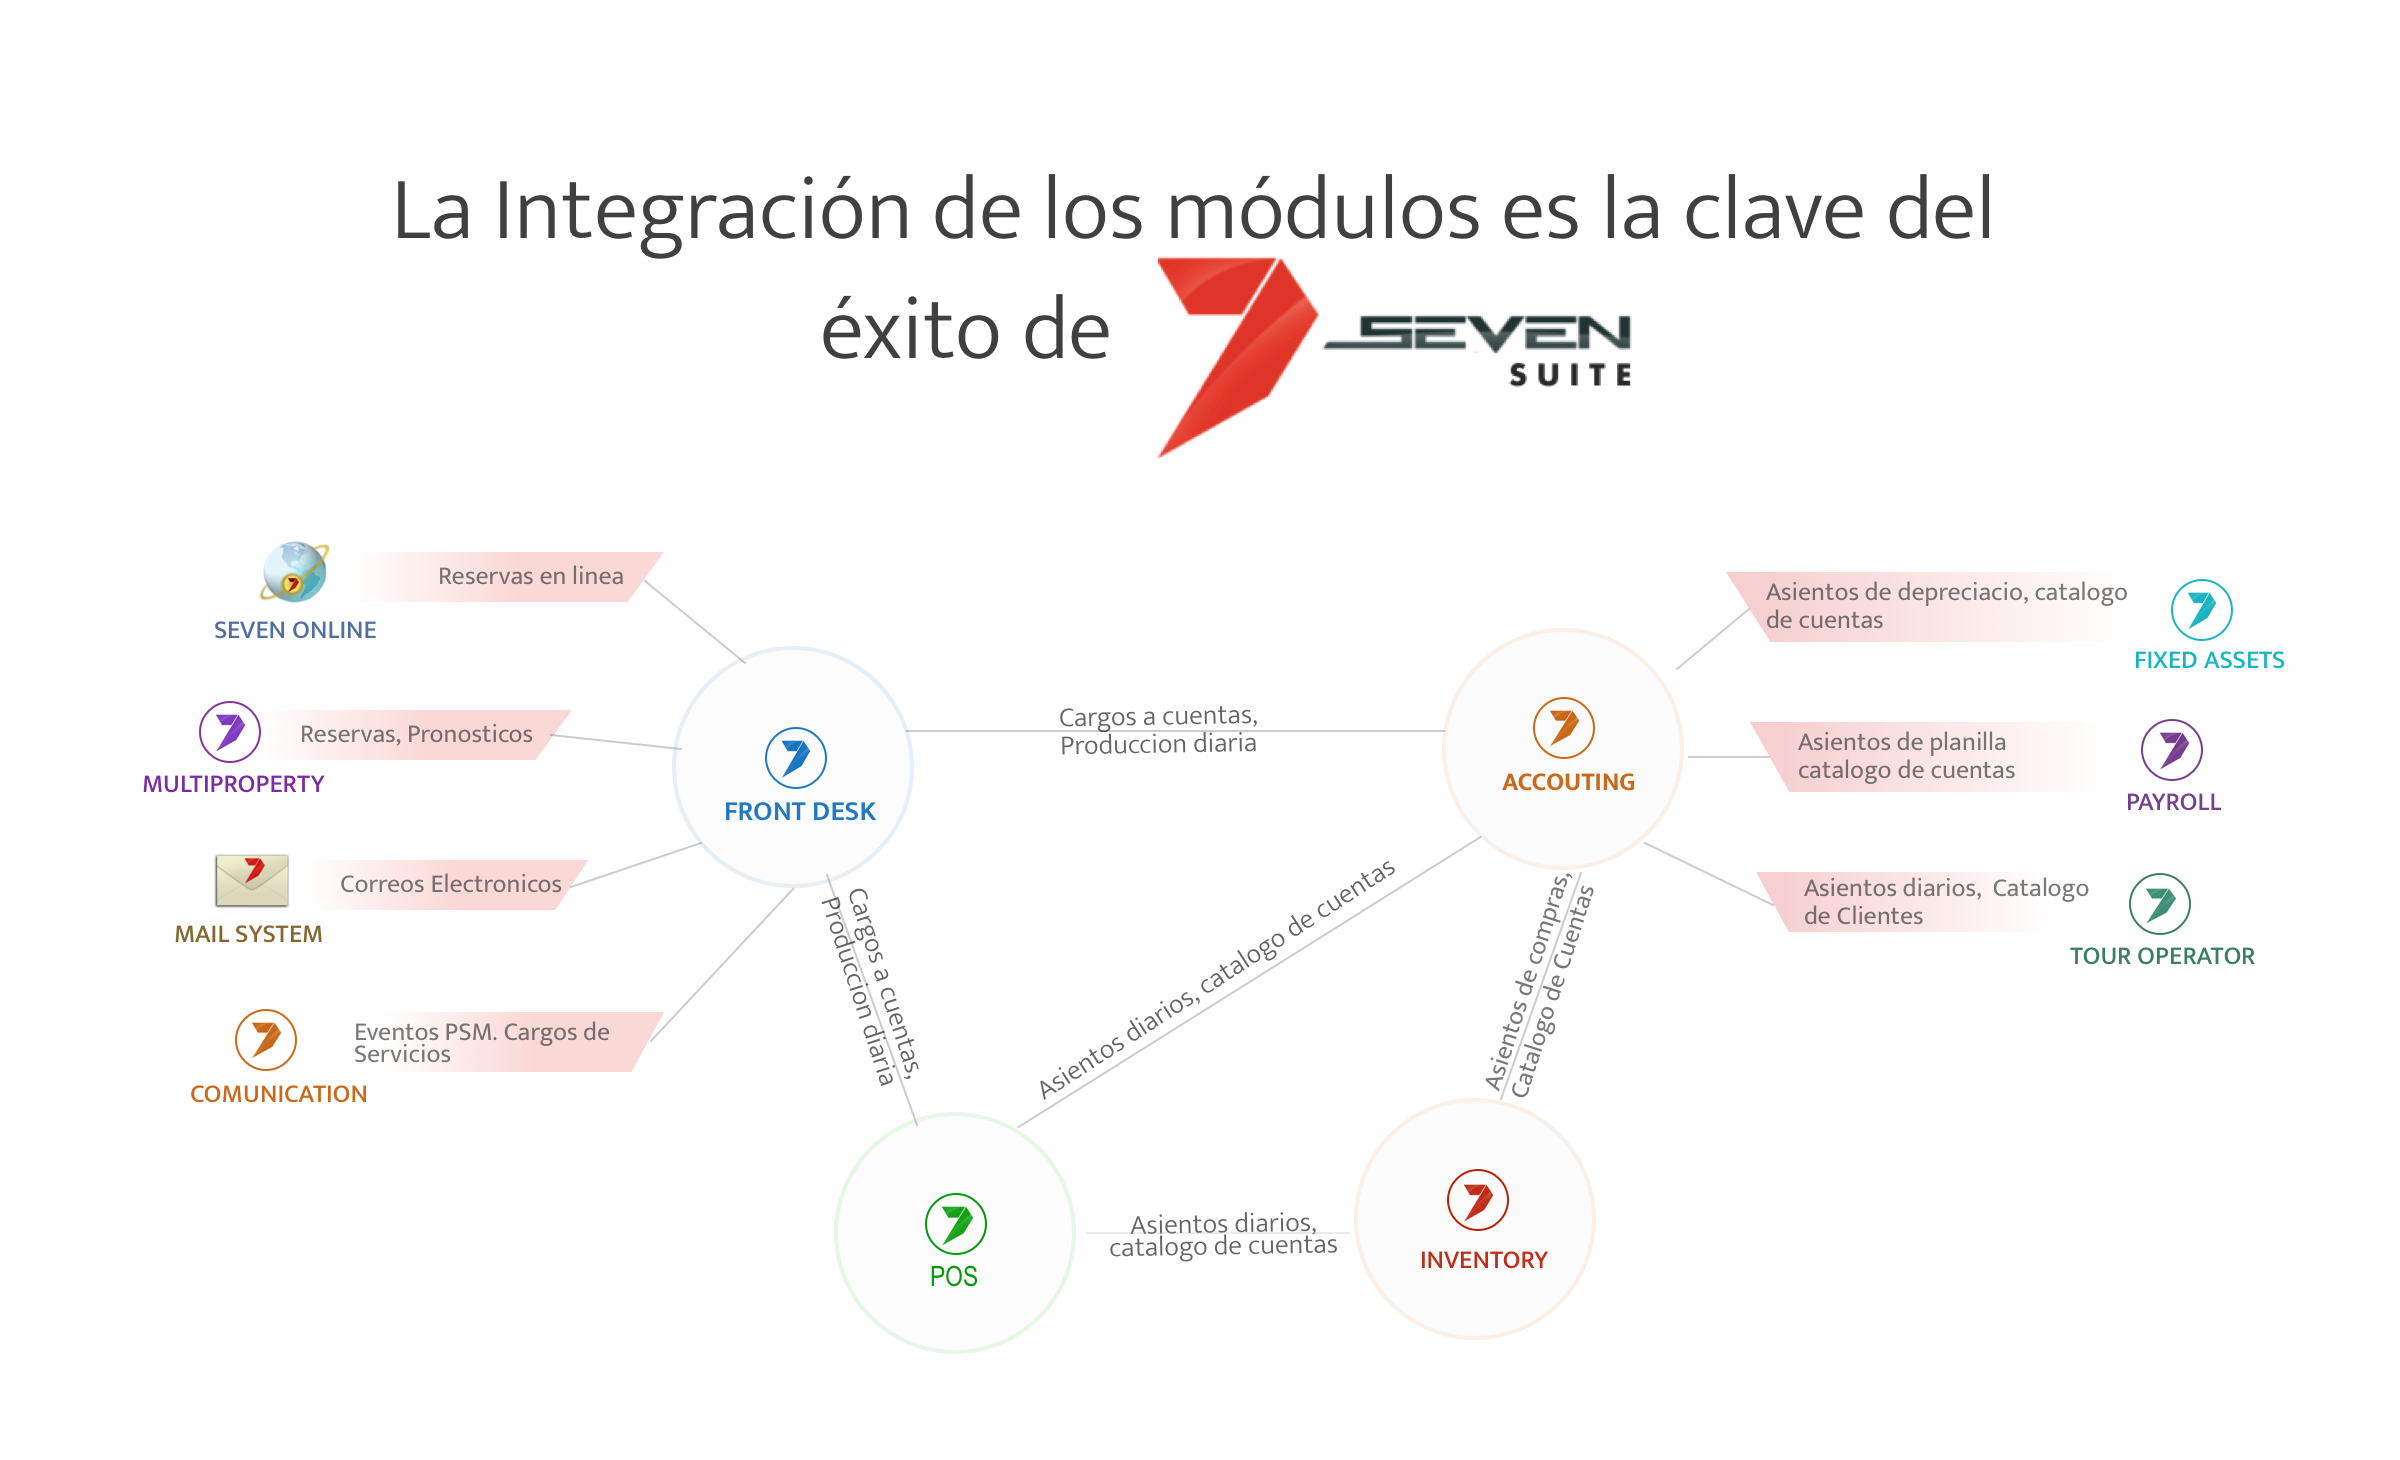 La Integración de los módulos es la clave del
éxito de
SEVEN
SUITE
Reservas en linea
SEVEN ONLINE
Reservas, Pronosticos
MULTIPROPERTY
Correos Electronicos
MAIL SYSTEM
Eventos PSM. Cargos de
Servicios
COMUNICATION
FRONT DESK
Cargos a cuentas,
Produccion diaria
ACCOUTING
Asientos de depreciacio, catalogo
de cuentas
FIXED ASSETS
Asientos de planilla
catalogo de cuentas
PAYROLL
Asientos diarios,  Catalogo
de Clientes
TOUR OPERATOR
Cargos a cuentas,
Produccion diaria
Asientos diarios, catalogo de cuentas
Asientos de compras,
Catalogo de Cuentas
POS
Asientos diarios,
catalogo de cuentas
INVENTORY